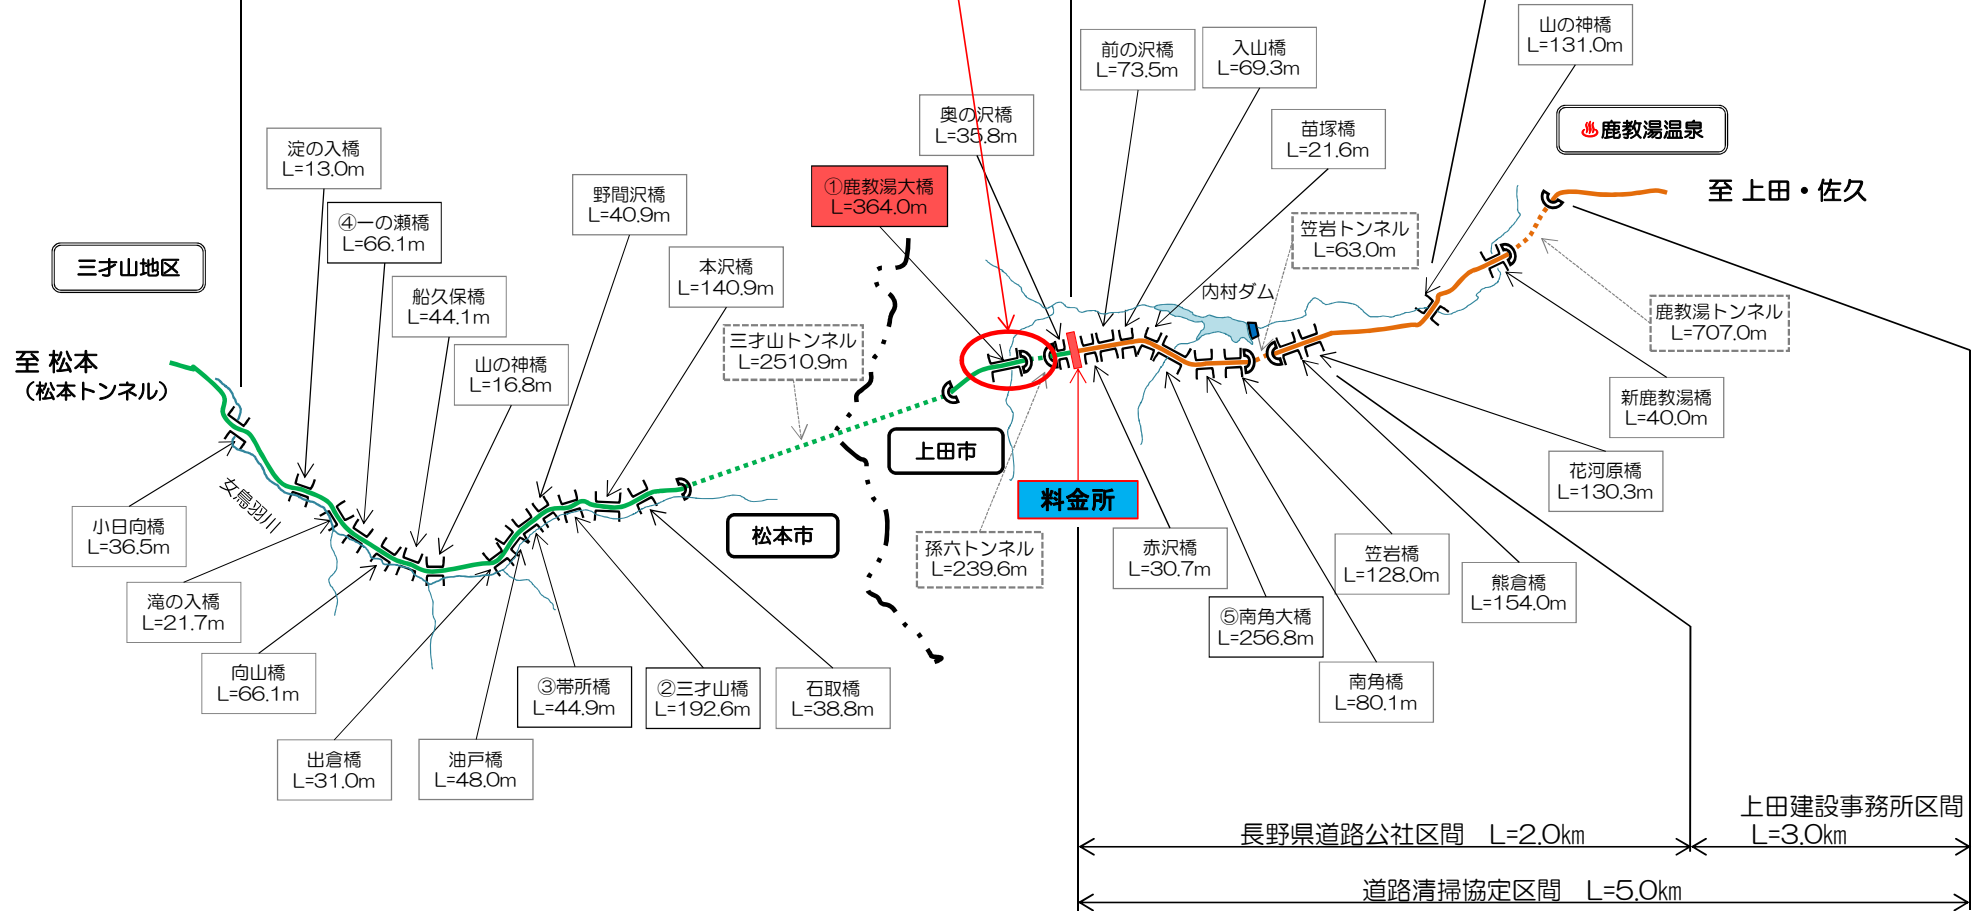 山の神橋
L=131.0m
入山橋
L=69.3m
前の沢橋
L=73.5m
奥の沢橋
L=35.8m
苗塚橋
L=21.6m
♨鹿教湯温泉
淀の入橋
L=13.0m
①鹿教湯大橋
L=364.0m
野間沢橋
L=40.9m
至 上田・佐久
④一の瀬橋
L=66.1m
笠岩トンネル
L=63.0m
三才山地区
本沢橋
L=140.9m
船久保橋
L=44.1m
内村ダム
鹿教湯トンネル
L=707.0m
三才山トンネル
L=2510.9m
至 松本
（松本トンネル）
山の神橋
L=16.8m
新鹿教湯橋
L=40.0m
上田市
花河原橋
L=130.3m
女鳥羽川
料金所
小日向橋
L=36.5m
松本市
孫六トンネル
L=239.6m
赤沢橋
L=30.7m
笠岩橋
L=128.0m
熊倉橋
L=154.0m
滝の入橋
L=21.7m
⑤南角大橋
L=256.8m
向山橋
L=66.1m
③帯所橋
L=44.9m
②三才山橋
L=192.6m
石取橋
L=38.8m
南角橋
L=80.1m
出倉橋
L=31.0m
油戸橋
L=48.0m
上田建設事務所区間
L=3.0㎞
長野県道路公社区間 L=2.0㎞
道路清掃協定区間 L=5.0㎞